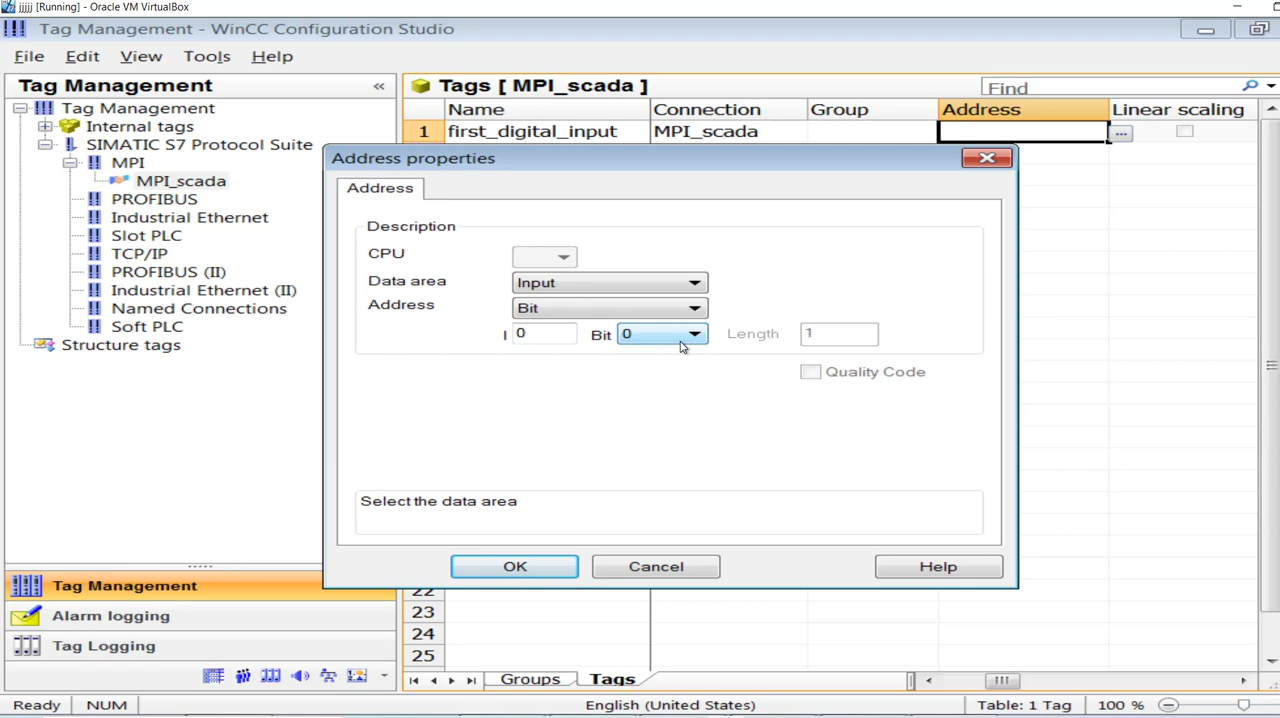 jjjjj [Running] - Oracle VM VirtualBox
Tag Management - WinCC Configuration Studio
File Edit View Tools Help
Tag Management «
Tags [ MPI_scada ] Find
Name Connection Group Address Linear scaling
1 first_digital_input MPI_scada ...
Tag Management
Internal tags
SIMATIC S7 Protocol Suite
MPI
MPI_scada
PROFIBUS
Industrial Ethernet
Slot PLC
TCP/IP
PROFIBUS (II)
Industrial Ethernet (II)
Named Connections
Soft PLC
Structure tags
Address properties
Address
Description
CPU
Data area Input
Address Bit
I 0 Bit 0 Length 1
Quality Code
Select the data area
OK Cancel Help
22
23
24
25
Tag Management
Alarm logging
Tag Logging
Groups Tags
Ready NUM English (United States) Table: 1 Tag 100 %